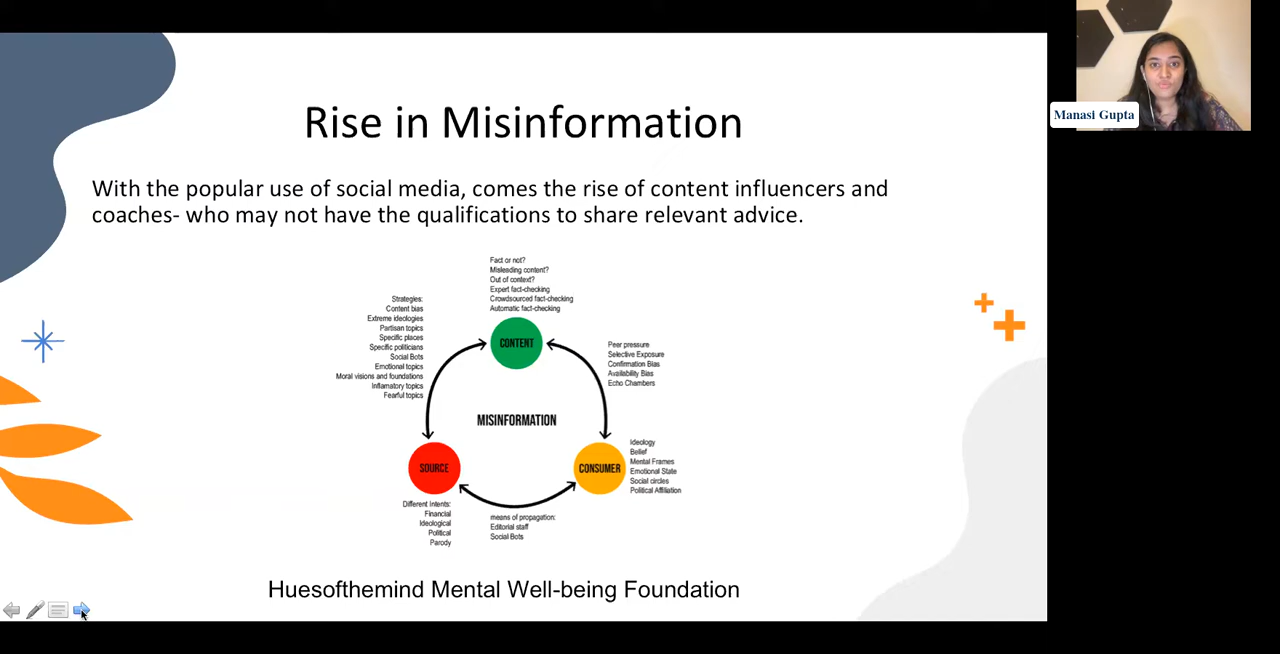 Rise in Misinformation
With the popular use of social media, comes the rise of content influencers and
coaches- who may not have the qualifications to share relevant advice.
Fact or not?
Misleading content?
Out of context?
Expert fact-checking
Crowdsourced fact-checking
Automatic fact-checking
CONTENT
Strategies:
Content bias
Extreme ideologies
Partisan topics
Specific places
Specific politicians
Social Bots
Emotional topics
Moral visions and foundations
Inflamatory topics
Fearful topics
Peer pressure
Selective Exposure
Confirmation Bias
Availability Bias
Echo Chambers
MISINFORMATION
SOURCE
CONSUMER
Ideology
Belief
Mental Frames
Emotional State
Social circles
Political Affiliation
Different Intents:
Financial
Ideological
Political
Parody
means of propagation:
Editorial staff
Social Bots
Huesofthemind Mental Well-being Foundation
Manasi Gupta